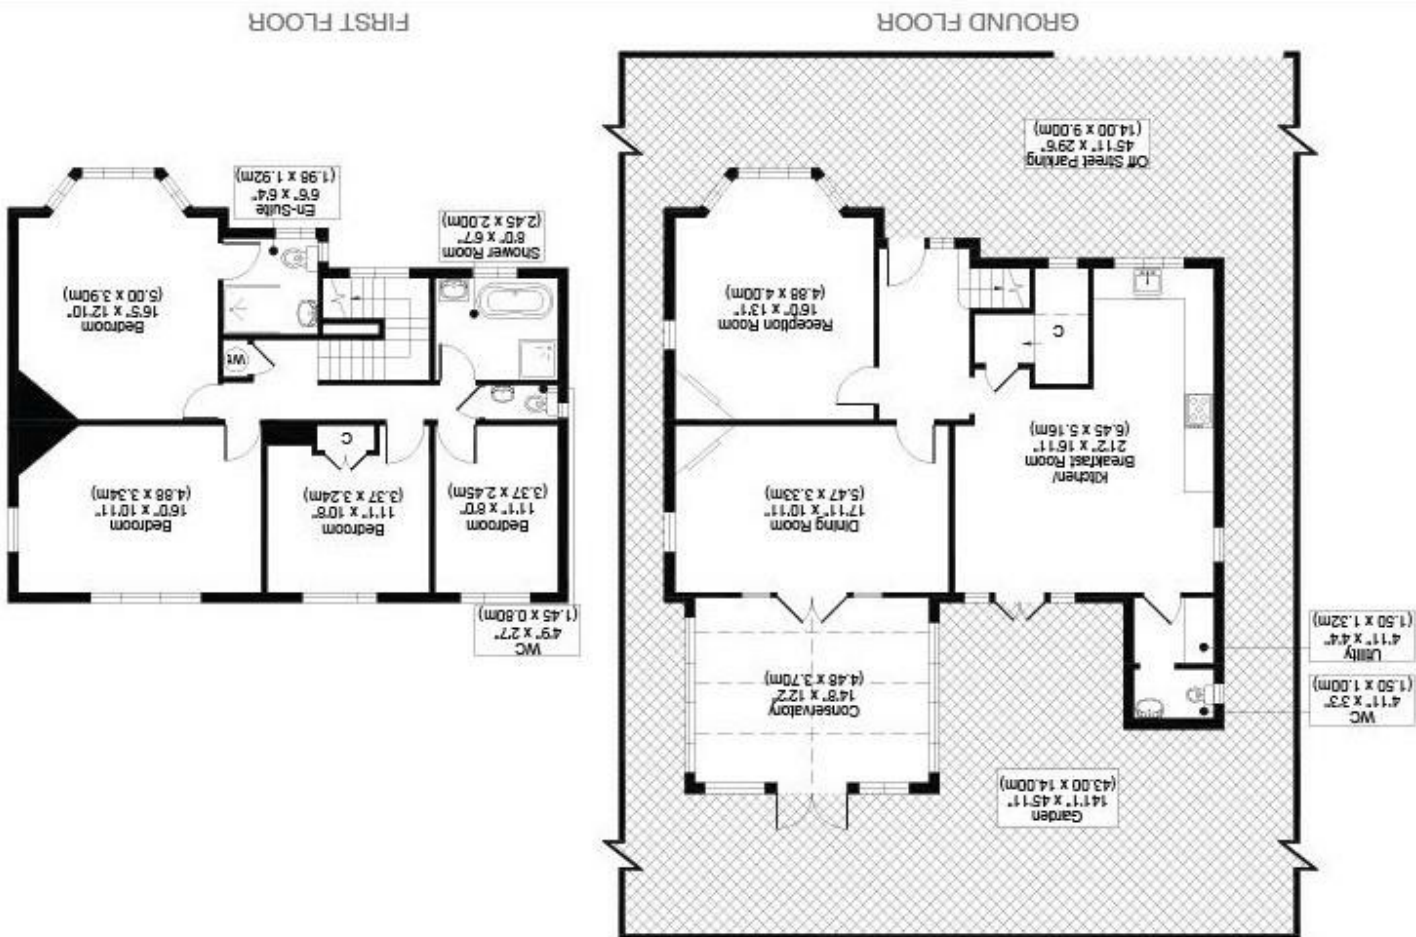 Garden
141'1" x 45'11"
(43.00 x 14.00m)
WC
4'11" x 3'3"
(1.50 x 1.00m)
Utility
4'11" x 4'4"
(1.50 x 1.32m)
Conservatory
14'8" x 12'2"
(4.48 x 3.70m)
Kitchen/
Breakfast Room
21'2" x 16'11"
(6.45 x 5.16m)
Dining Room
17'11" x 10'11"
(5.47 x 3.33m)
C
Reception Room
16'0" x 13'1"
(4.88 x 4.00m)
Off Street Parking
45'11" x 29'6"
(14.00 x 9.00m)
GROUND FLOOR
WC
4'9" x 2'7"
(1.45 x 0.80m)
Bedroom
11'1" x 8'0"
(3.37 x 2.45m)
Bedroom
11'1" x 10'8"
(3.37 x 3.24m)
Bedroom
16'0" x 10'11"
(4.88 x 3.34m)
C
Wt
Bedroom
16'5" x 12'10"
(5.00 x 3.90m)
Shower Room
8'0" x 6'7"
(2.45 x 2.00m)
En-Suite
6'6" x 6'4"
(1.98 x 1.92m)
FIRST FLOOR